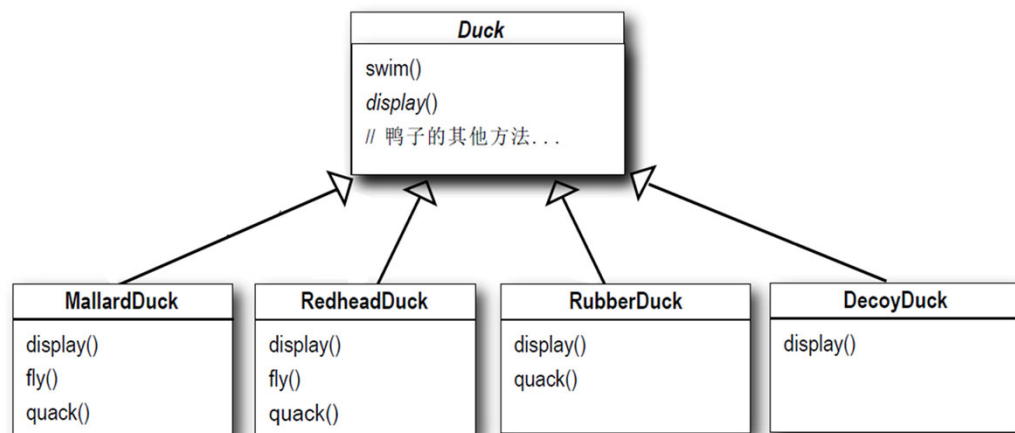 Duck
swim()
display()
// 鸭子的其他方法...
MallardDuck
display()
fly()
quack()
RedheadDuck
display()
fly()
quack()
RubberDuck
display()
quack()
DecoyDuck
display()